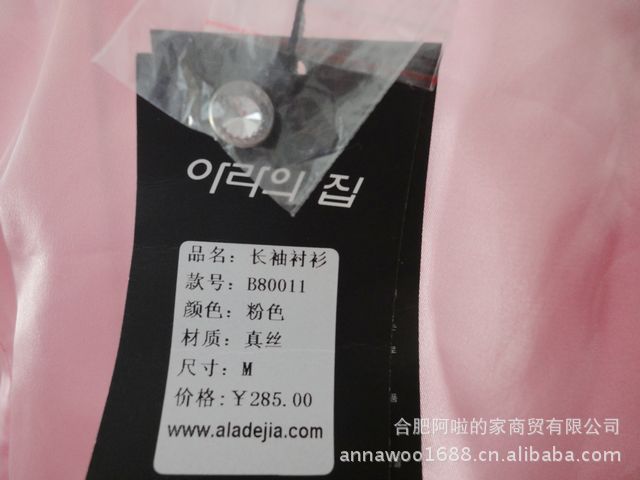 아라의 집
品名：长袖衬衫
款号：B80011
颜色：粉色
材质：真丝
尺寸：M
价格:￥285.00
www.aladejia.com
合肥阿啦的家商贸有限公司
annawoo1688.cn.alibaba.com